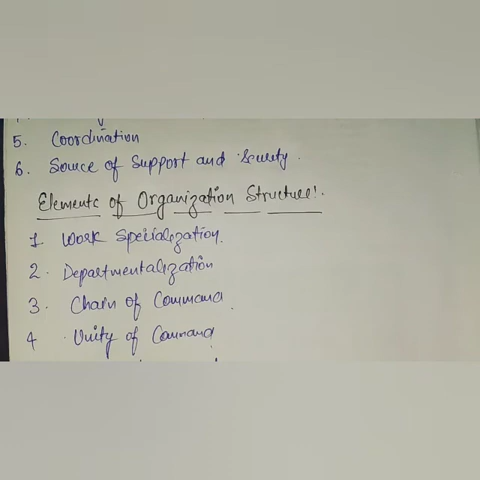 5. Coordination
6. Source of Support and Scurity.
Elements of Organization Structure:
1. Work Specialization.
2. Departmentalization
3. Chain of Command.
4 Unity of Command